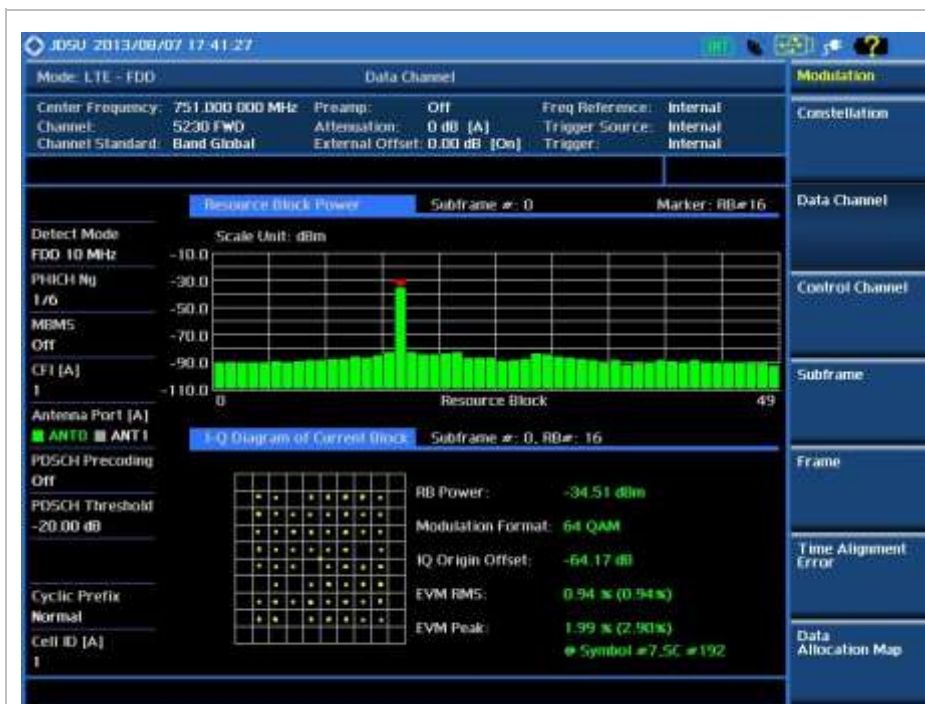 JDSU 2013/08/07 17:41:27
Mode: LTE - FDD Data Channel Modulation
Center Frequency: 751.000 000 MHz Preamp: Off Freq Reference: Internal
Channel: 5230 FWD Attenuation: 0 dB [A] Trigger Source: Internal
Channel Standard: Band Global External Offset: 0.00 dB [On] Trigger: Internal
Constellation
Data Channel
Control Channel
Subframe
Frame
Time Alignment
Error
Data
Allocation Map
Resource Block Power Subframe #: 0 Marker: RB#16
Detect Mode
FDD 10 MHz
PHICH Ng
1/6
MBMS
Off
CFI [A]
1
Antenna Port [A]
ANT0 ANT1
PDSCH Precoding
Off
PDSCH Threshold
-20.00 dB
Cyclic Prefix
Normal
Cell ID [A]
1
Scale Unit: dBm
-10.0
-30.0
-50.0
-70.0
-90.0
-110.0
0 Resource Block 49
I-Q Diagram of Current Block Subframe #: 0, RB#: 16
RB Power: -34.51 dBm
Modulation Format: 64 QAM
IQ Origin Offset: -64.17 dB
EVM RMS: 0.94 % (0.94%)
EVM Peak: 1.99 % (2.90%)
@ Symbol #7,SC #192